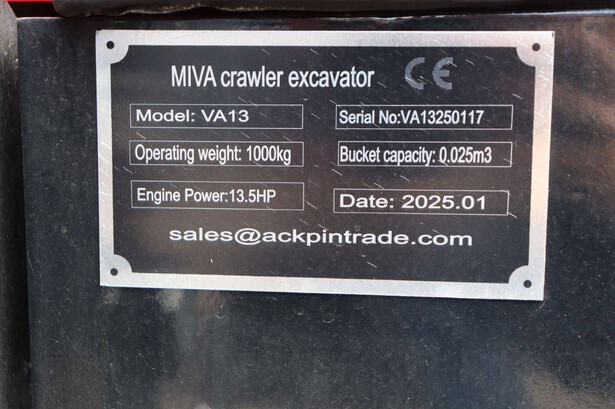 MIVA crawler excavator CE
Model: VA13
Serial No:VA13250117
Operating weight: 1000kg
Bucket capacity: 0.025m3
Engine Power:13.5HP
Date: 2025.01
sales@ackpintrade.com